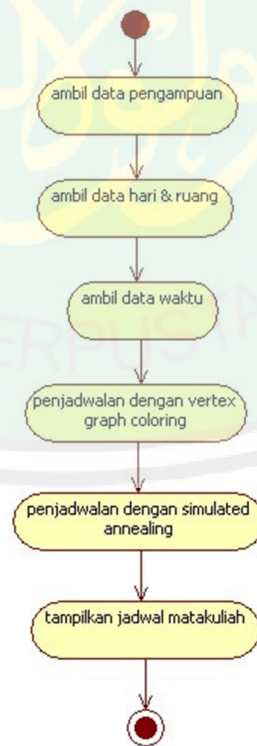 ambil data pengampuan
ambil data hari & ruang
ambil data waktu
ERPUSTA
penjadwalan dengan vertex
graph coloring
penjadwalan dengan simulated
annealing
tampilkan jadwal matakuliah